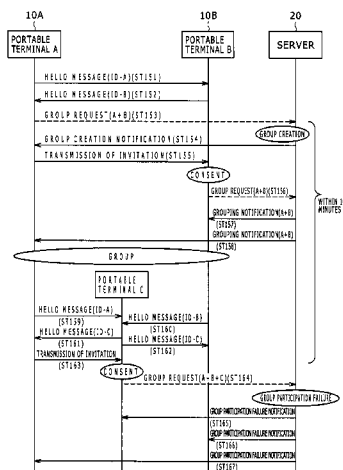 10A
10B
20
PORTABLE
TERMINAL A
PORTABLE
TERMINAL B
SERVER
HELLO MESSAGE(ID-A)(ST151)
HELLO MESSAGE(ID-B)(ST152)
GROUP REQUEST(A+B)(ST153)
GROUP CREATION
GROUP CREATION NOTIFICATION(ST154)
TRANSMISSION OF INVITATION(ST155)
CONSENT
GROUP REQUEST(A+B)(ST156)
WITHIN
MINUTES
GROUPING NOTIFICATION(A+B)
(ST157)
GROUPING NOTIFICATION(A+B)
(ST158)
GROUP
PORTABLE
TERMINAL C
HELLO MESSAGE(ID-A)
(ST159)
HELLO MESSAGE(ID-B)
(ST160)
HELLO MESSAGE(ID-C)
(ST161)
HELLO MESSAGE(ID-C)
(ST162)
TRANSMISSION OF INVITATION
(ST163)
CONSENT
GROUP REQUEST(A+B+C)(ST164)
GROUP PARTICIPATION FAILURE
GROUP PARTICIPATION FAILURE NOTIFICATION
(ST165)
GROUP PARTICIPATION FAILURE NOTIFICATION
(ST166)
GROUP PARTICIPATION FAILURE NOTIFICATION
(ST167)